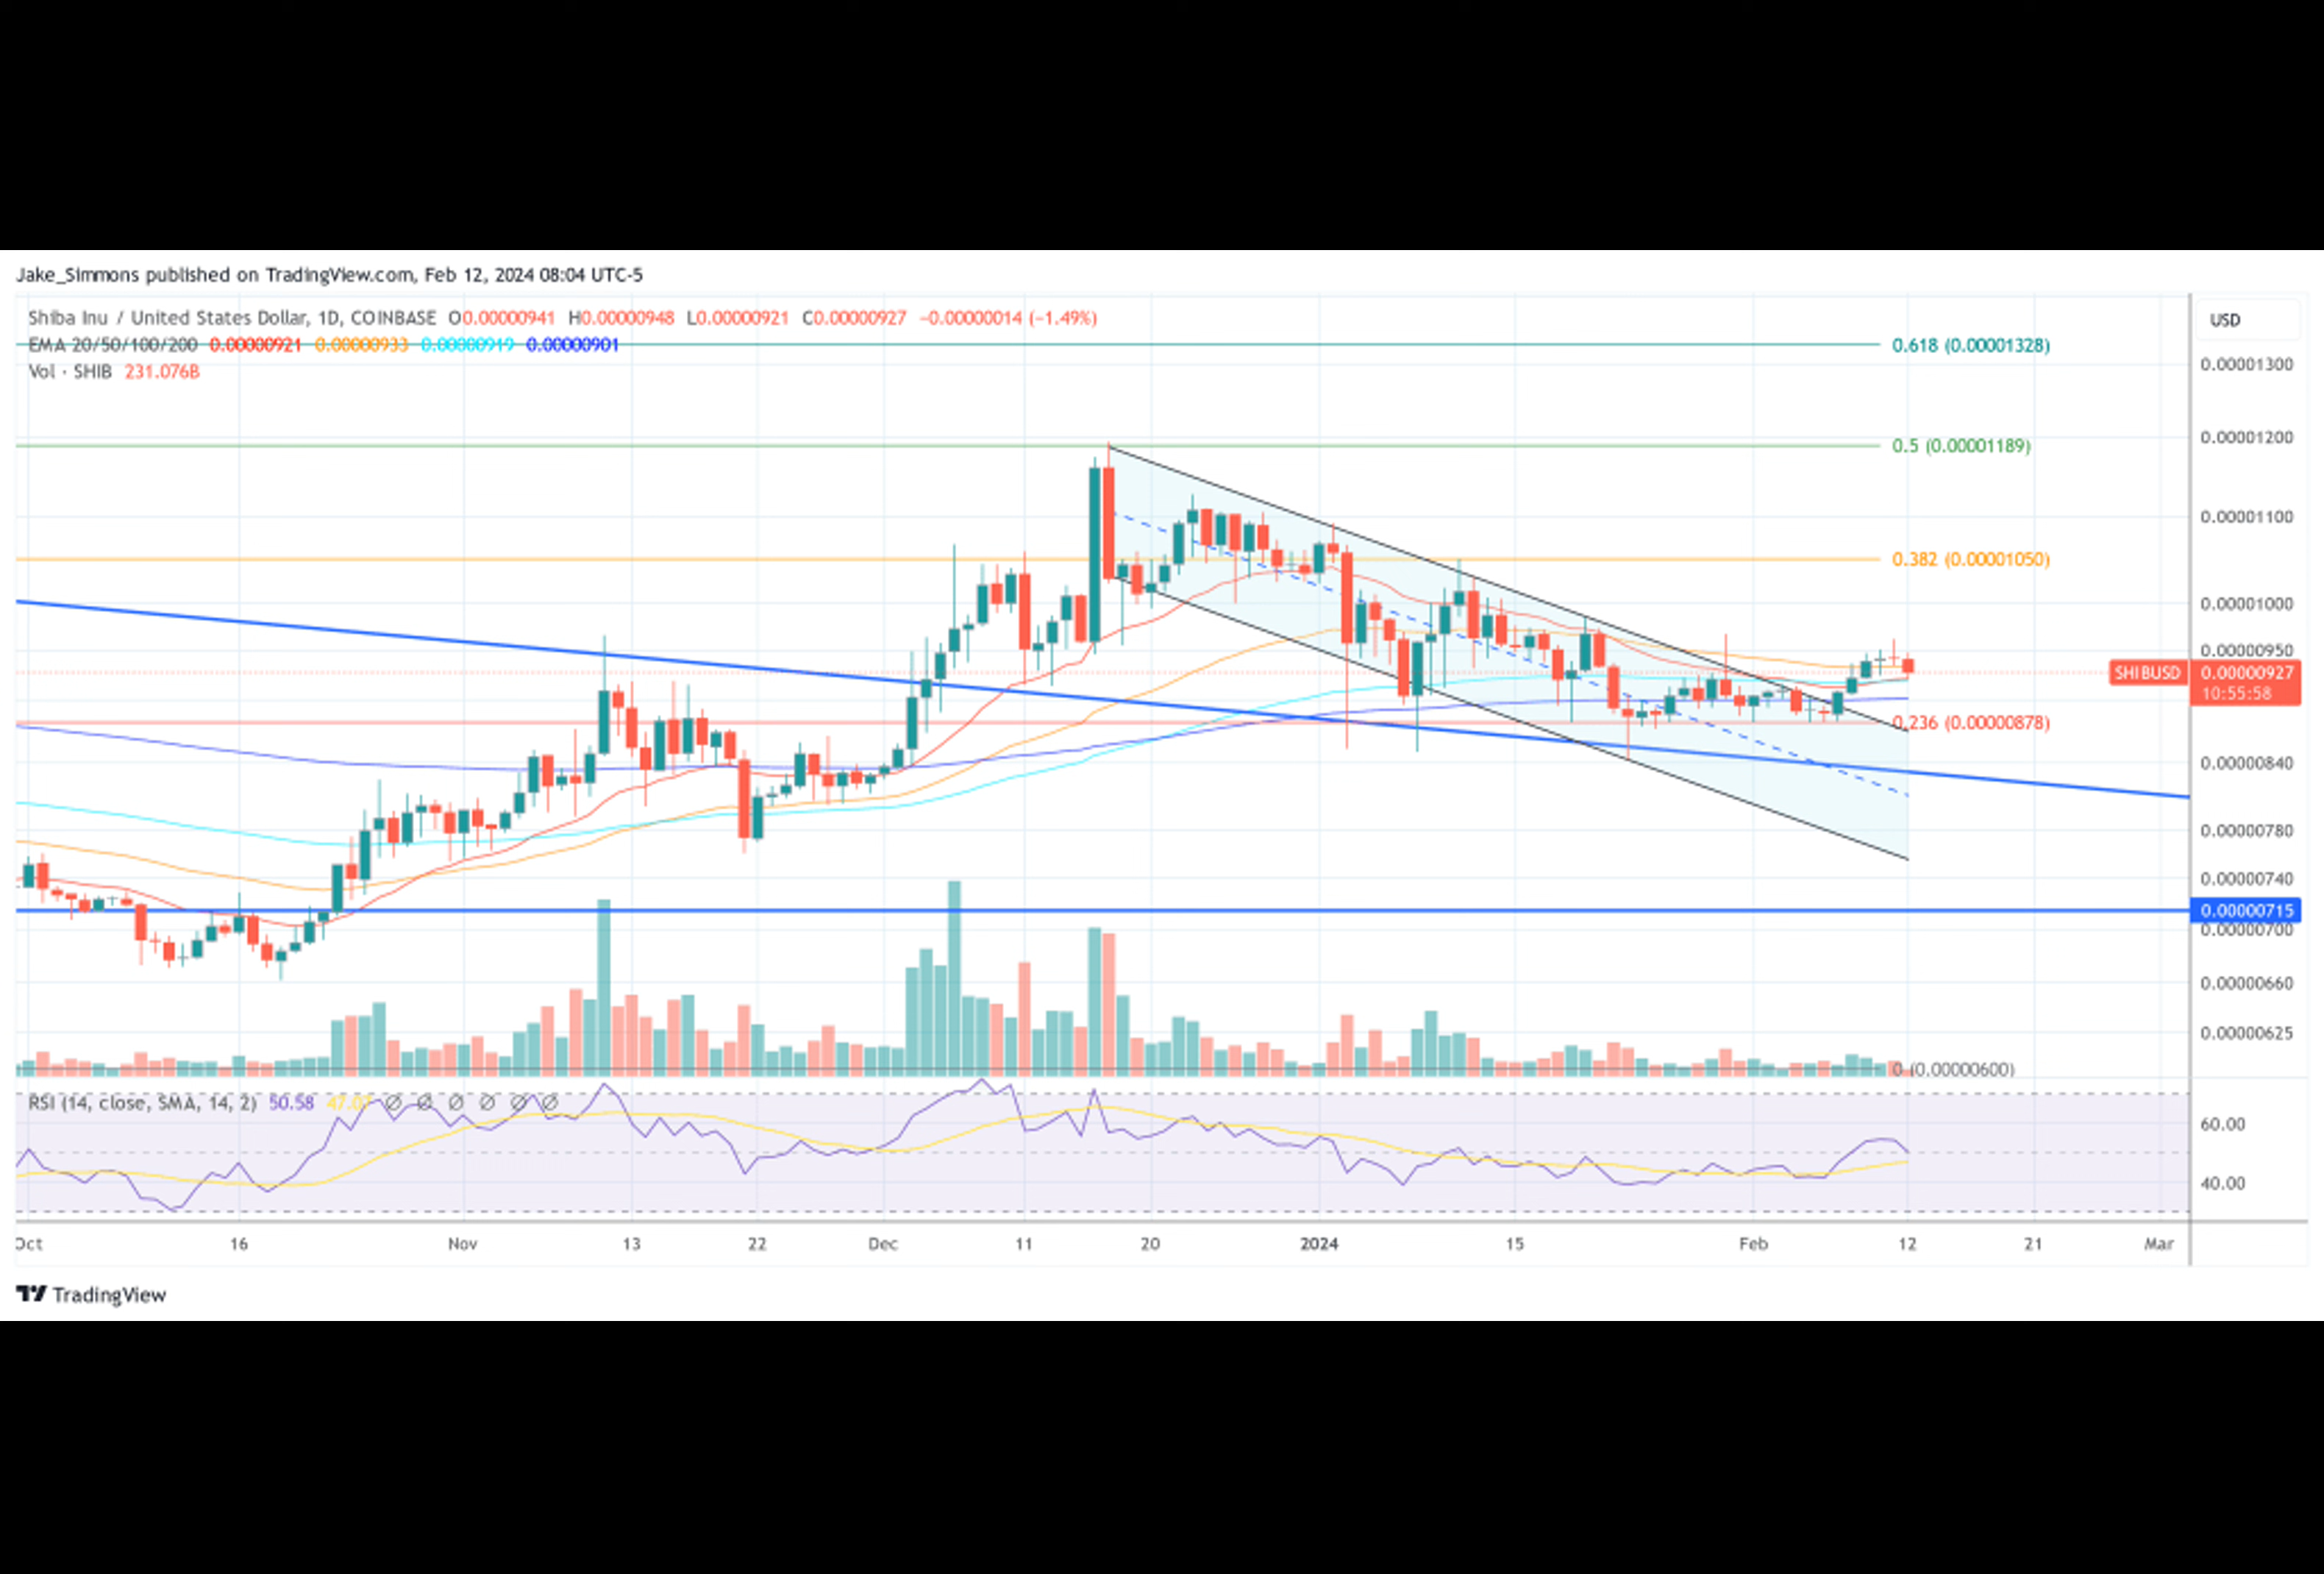 Jake_Simmons published on TradingView.com, Feb 12, 2024 08:04 UTC-5
Shiba Inu / United States Dollar, 1D, COINBASE O0.00000941 H0.00000948 L0.00000921 C0.00000927 −0.00000014 (−1.49%)
USD
EMA 20/50/100/200 0.00000921 0.00000933 0.00000919 0.00000901
0.618 (0.00001328)
0.00001300
Vol · SHIB 231.076B
0.00001200
0.5 (0.00001189)
0.00001100
0.382 (0.00001050)
0.00001000
0.00000950
SHIBUSD 0.00000927
10:55:58
0.236 (0.00000878)
0.00000840
0.00000780
0.00000740
0.00000715
0.00000700
0.00000660
0.00000625
0 (0.00000600)
RSI (14, close, SMA, 14, 2) 50.58 ∅ ∅ ∅ ∅ ∅ ∅
60.00
40.00
Oct 16 Nov 13 22 Dec 11 20 2024 15 Feb 12 21 Mar
TradingView